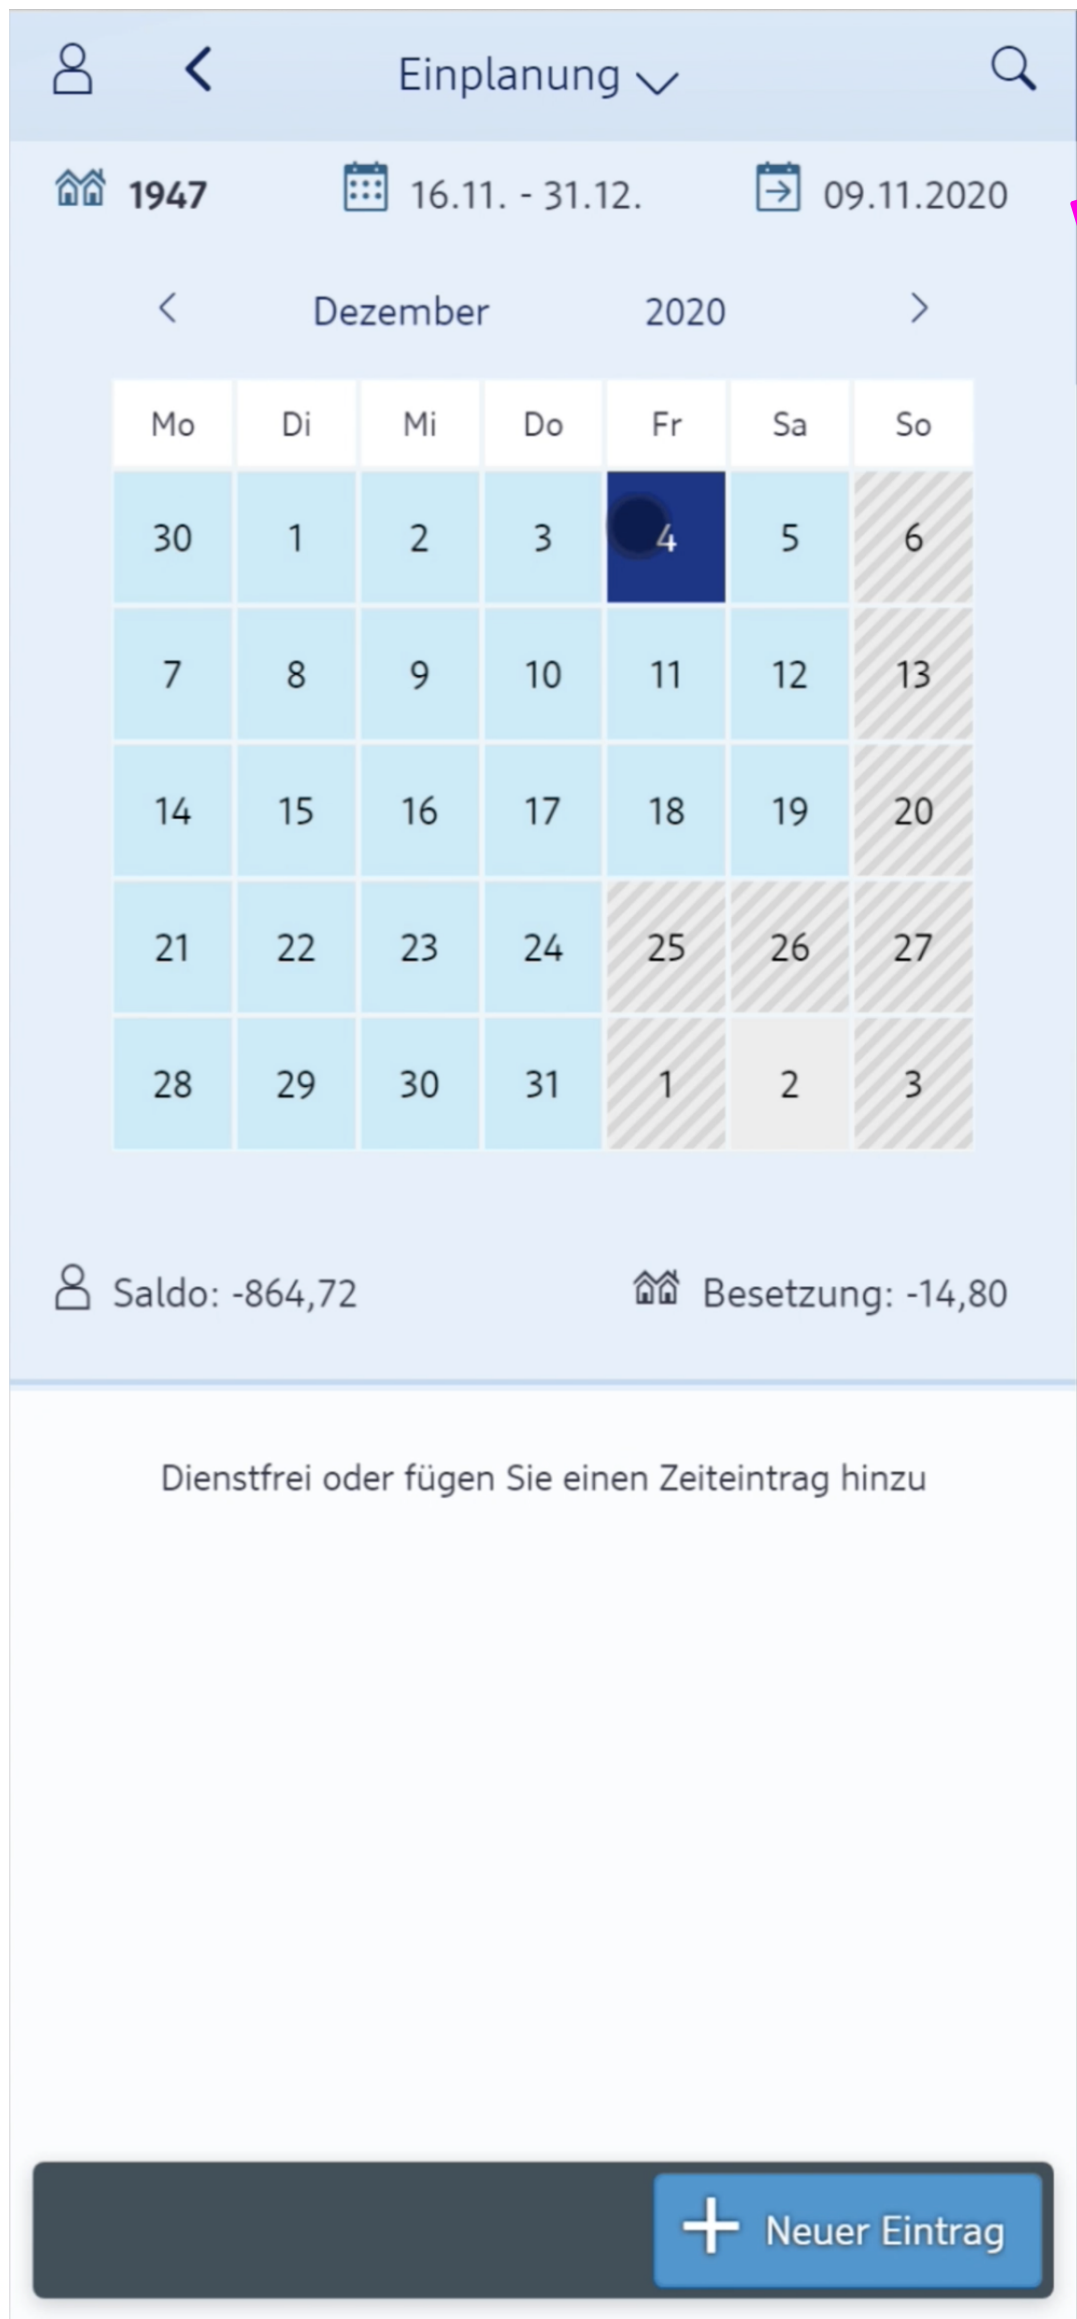 Einplanung
1947 16.11. - 31.12. 09.11.2020
Dezember 2020
Mo Di Mi Do Fr Sa So
30 1 2 3 4 5 6
7 8 9 10 11 12 13
14 15 16 17 18 19 20
21 22 23 24 25 26 27
28 29 30 31 1 2 3
Saldo: -864,72 Besetzung: -14,80
Dienstfrei oder fügen Sie einen Zeiteintrag hinzu
Neuer Eintrag